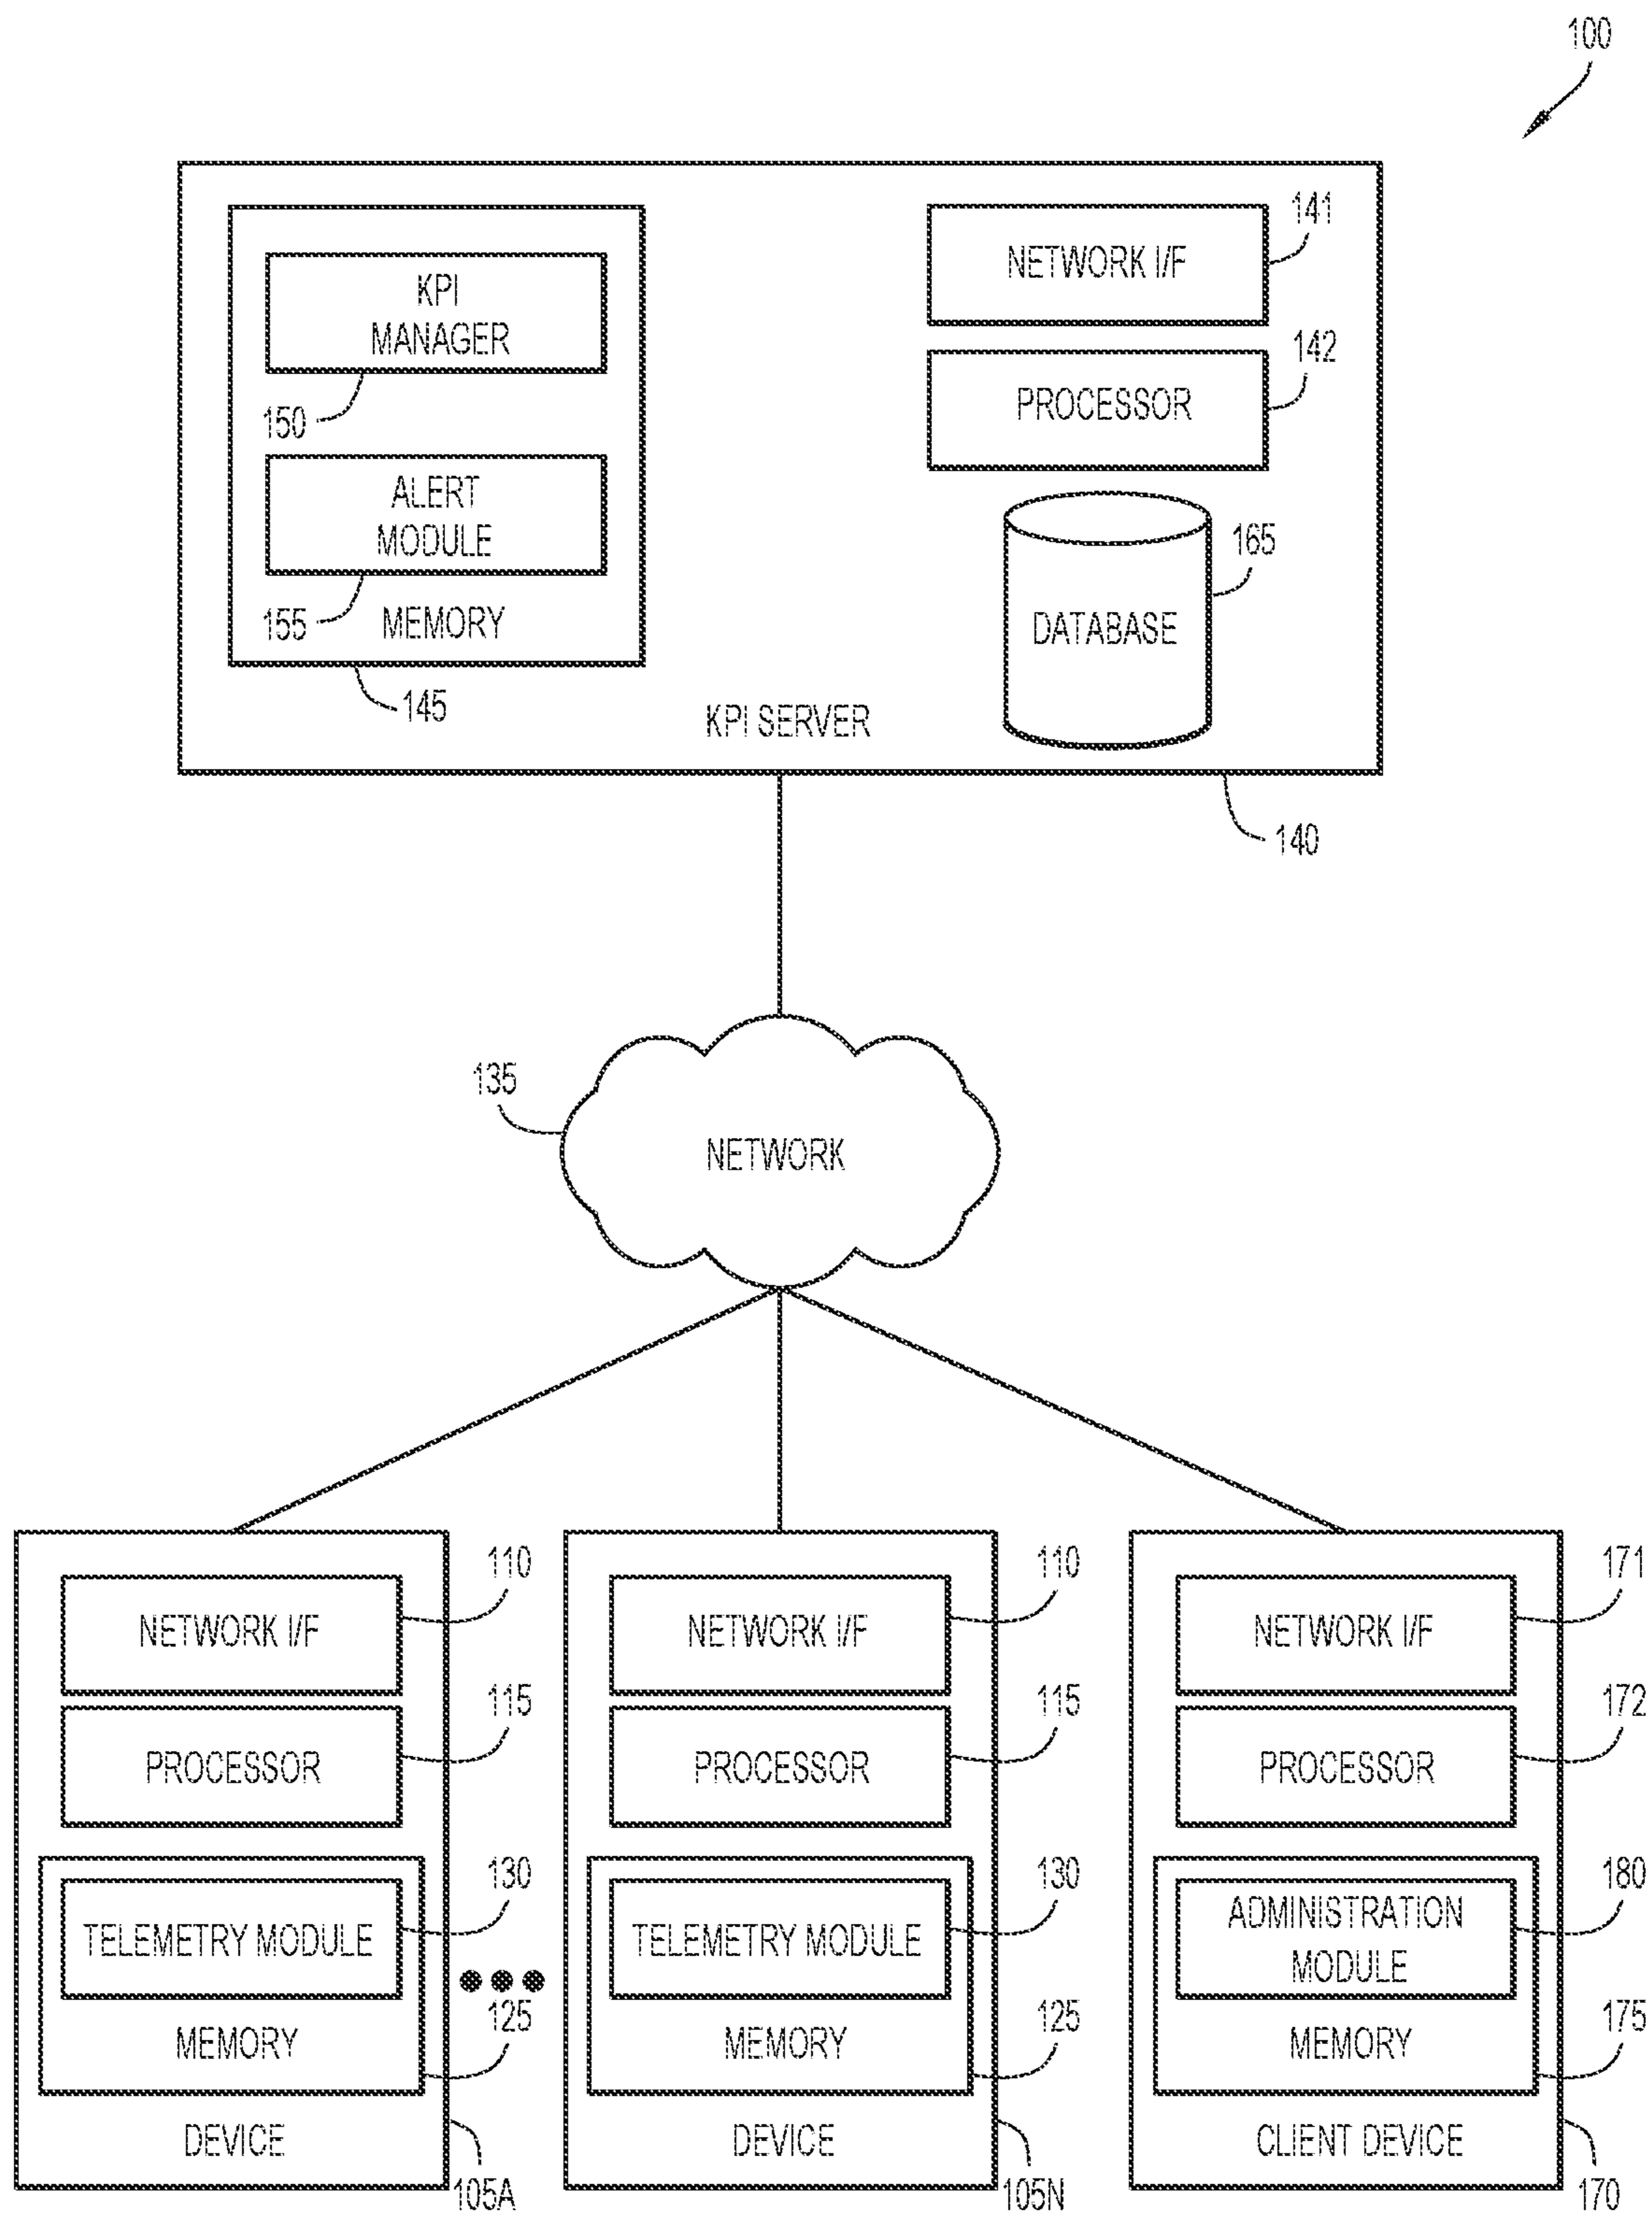 100
141
NETWORK I/F
KPI
MANAGER
142
PROCESSOR
150
ALERT
MODULE
165
DATABASE
155
MEMORY
145
KPI SERVER
140
135
NETWORK
110
NETWORK I/F
115
PROCESSOR
130
TELEMETRY MODULE
125
MEMORY
DEVICE
105A
110
NETWORK I/F
115
PROCESSOR
130
TELEMETRY MODULE
125
MEMORY
DEVICE
105N
171
NETWORK I/F
172
PROCESSOR
180
ADMINISTRATION
MODULE
175
MEMORY
CLIENT DEVICE
170